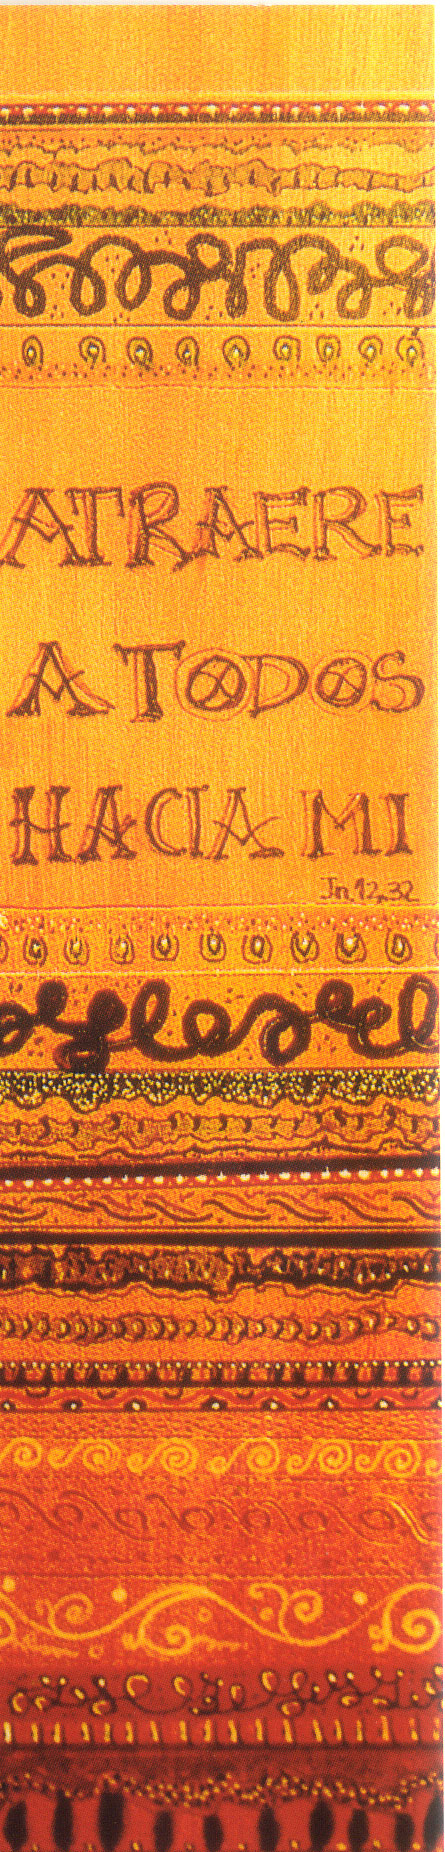 ATRAERE
A TODOS
HACIA MI
Jn. 12,32